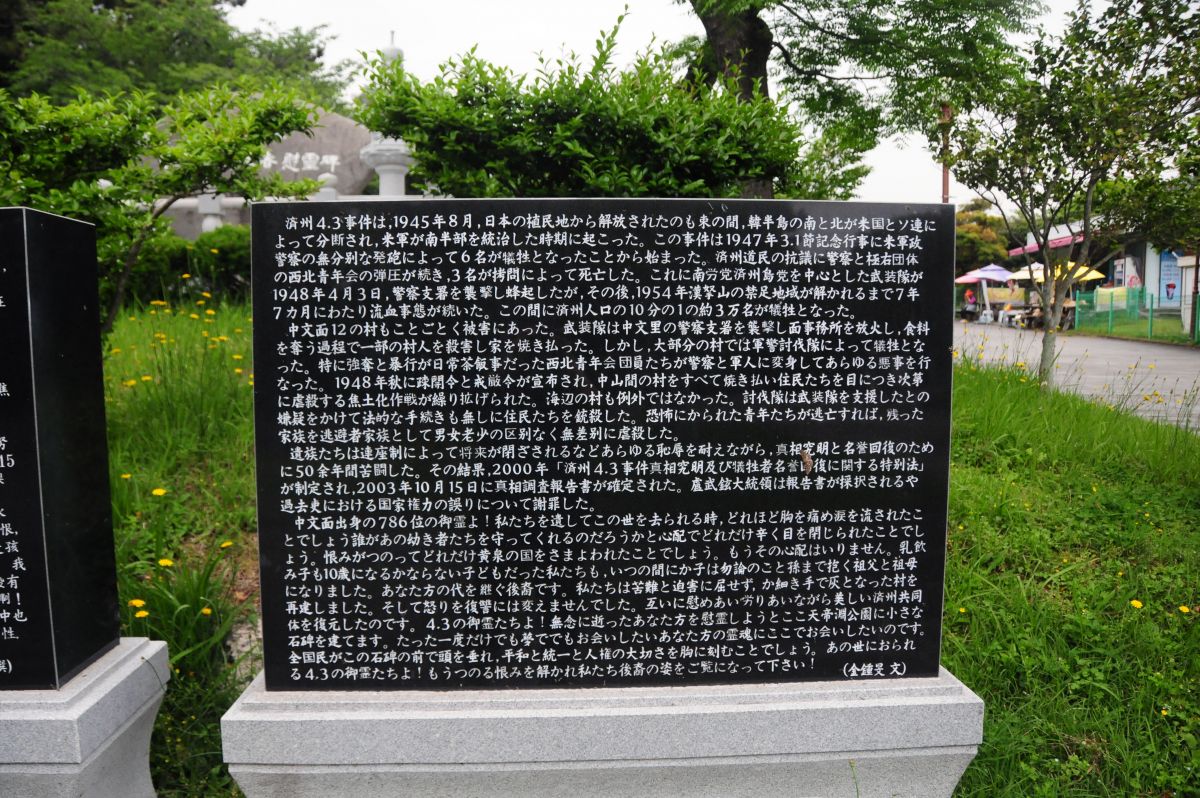 慰霊碑
済州4.3事件は,1945年8月,日本の植民地から解放されたのも束の間,韓半島の南と北が米国とソ連に
よって分断され,米軍が南半部を統治した時期に起こった。この事件は1947年3.1節記念行事に米軍政
警察の無分別な発砲によって6名が犠牲となったことから始まった。済州道民の抗議に警察と極右団体
の西北青年会の弾圧が続き,3名が拷問によって死亡した。これに南労党済州島党を中心とした武装隊が
1948年4月3日,警察支署を襲撃し蜂起したが,その後,1954年漢拏山の禁足地域が解かれるまで7年
7カ月にわたり流血事態が続いた。この間に済州人口の10分の1の約3万名が犠牲となった。
中文面12の村もことごとく被害にあった。武装隊は中文里の警察支署を襲撃し面事務所を放火し,食料
を奪う過程で一部の村人を殺害し家を焼き払った。しかし,大部分の村では軍警討伐隊によって犠牲とな
った。特に強奪と暴行が日常茶飯事だった西北青年会団員たちが警察と軍人に変身してあらゆる悪事を行
なった。1948年秋に疎開令と戒厳令が宣布され,中山間の村をすべて焼き払い住民たちを目につき次第
に虐殺する焦土化作戦が繰り拡げられた。海辺の村も例外ではなかった。討伐隊は武装隊を支援したとの
嫌疑をかけて法的な手続きも無しに住民たちを銃殺した。恐怖にかられた青年たちが逃亡すれば,残った
家族を逃避者家族として男女老少の区別なく無差別に虐殺した。
遺族たちは連座制によって将来が閉ざされるなどあらゆる恥辱を耐えながら,真相究明と名誉回復のため
に50余年間苦闘した。その結果,2000年「済州4.3事件真相究明及び犠牲者名誉回復に関する特別法」
が制定され,2003年10月15日に真相調査報告書が確定された。盧武鉉大統領は報告書が採択されるや
過去史における国家権力の誤りについて謝罪した。
中文面出身の786位の御霊よ!私たちを遺してこの世を去られる時,どれほど胸を痛め涙を流されたこ
とでしょう誰があの幼き者たちを守ってくれるのだろうかと心配でどれだけ辛く目を閉じられたことでし
ょう。恨みがつのってどれだけ黄泉の国をさまよわれたことでしょう。もうその心配はいりません。乳飲
み子も10歳になるかならない子どもだった私たちも,いつの間にか子は勿論のこと孫まで抱く祖父と祖母
になりました。あなた方の代を継ぐ後裔です。私たちは苦難と迫害に屈せず,か細き手で灰となった村を
再建しました。そして怒りを復讐には変えませんでした。互いに慰めあい労りあいながら美しい済州共同
体を復元したのです。4.3の御霊たちよ!無念に逝ったあなた方を慰霊しようとここ天帝淵公園に小さな
石碑を建てます。たった一度だけでも夢ででもお会いしたいあなた方の霊魂にここでお会いしたいのです。
全国民がこの石碑の前で頭を垂れ,平和と統一と人権の大切さを胸に刻むことでしょう。あの世におられ
る4.3の御霊たちよ!もうつのる恨みを解かれ私たち後裔の姿をご覧になって下さい!
(金鍾旻 文)